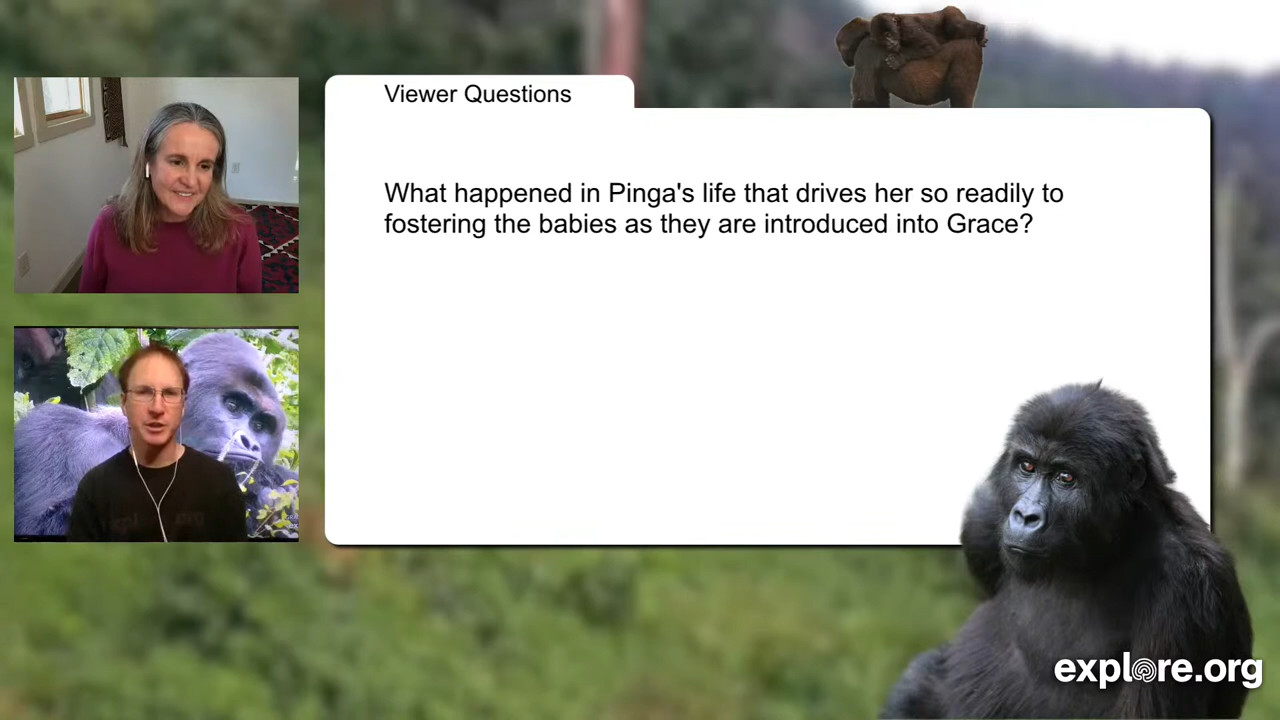 Viewer Questions
What happened in Pinga's life that drives her so readily to
fostering the babies as they are introduced into Grace?
explore.org